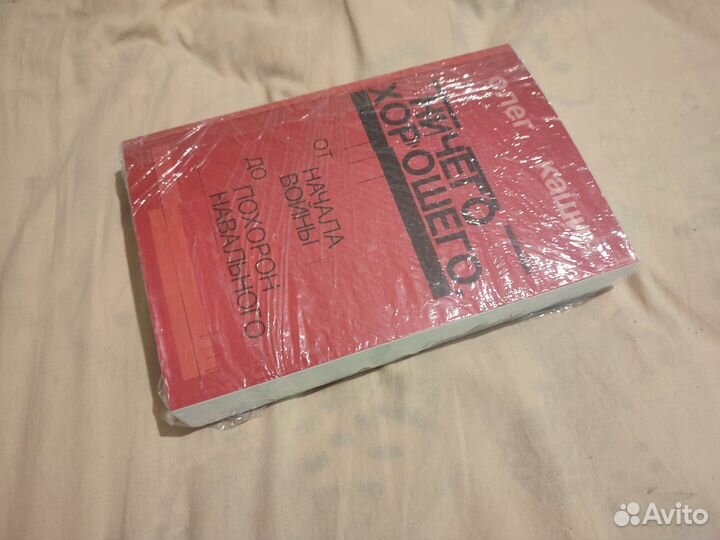 Олег Кашин
НИЧЕГО
ХОРОШЕГО.
ОТ НАЧАЛА
ВОЙНЫ
ДО ПОХОРОН
НАВАЛЬНОГО
Avito